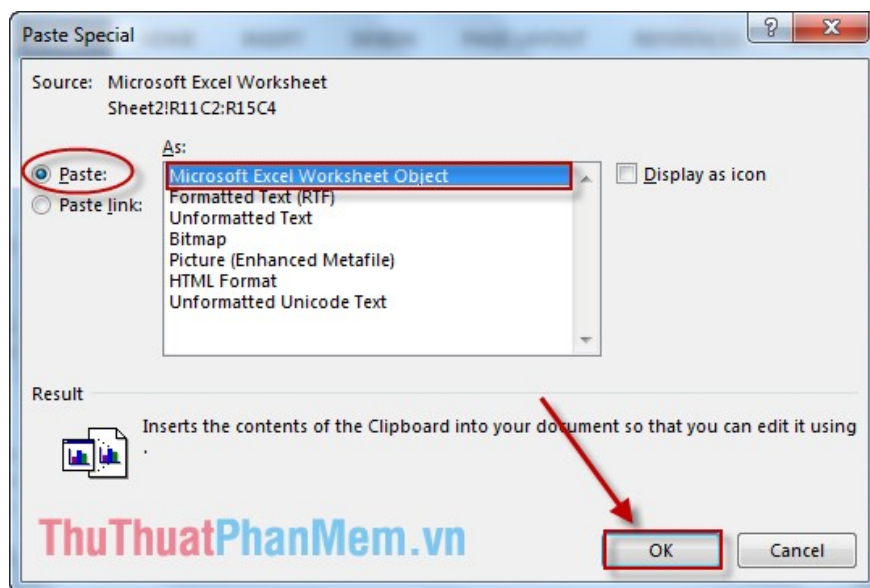 Paste Special
Source: Microsoft Excel Worksheet
Sheet2!R11C2:R15C4
As:
Paste:
Paste link:
Microsoft Excel Worksheet Object
Formatted Text (RTF)
Unformatted Text
Bitmap
Picture (Enhanced Metafile)
HTML Format
Unformatted Unicode Text
Display as icon
Result
Inserts the contents of the Clipboard into your document so that you can edit it using
.
ThuThuatPhanMem.vn
OK
Cancel